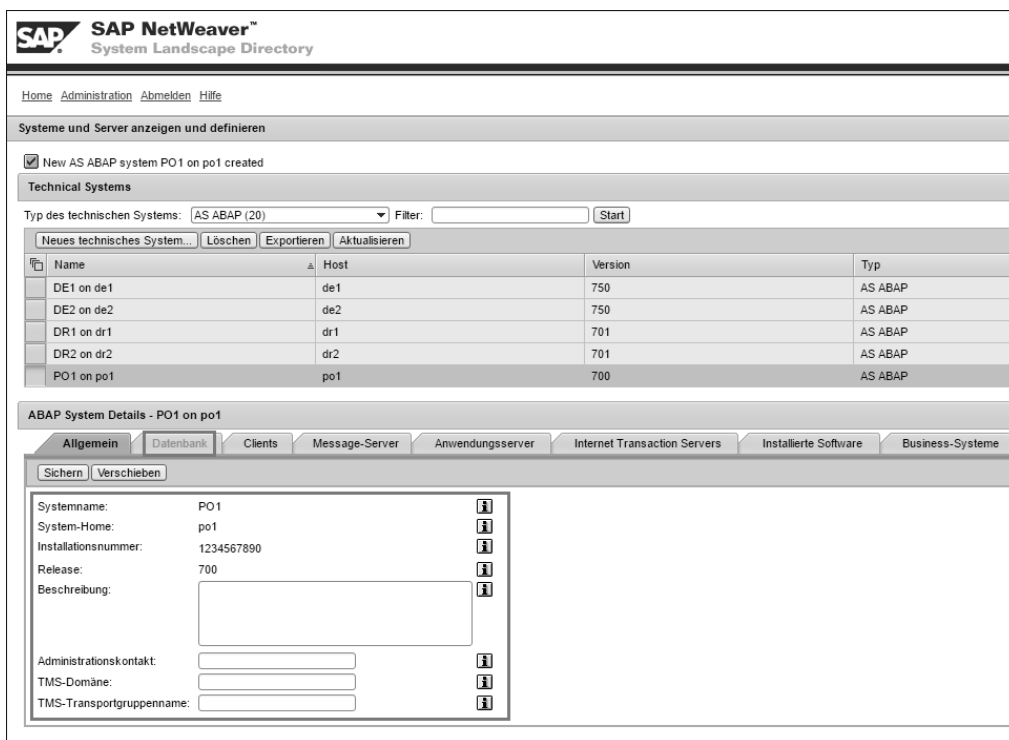 SAP SAP NetWeaver™
System Landscape Directory
Home Administration Abmelden Hilfe
Systeme und Server anzeigen und definieren
New AS ABAP system PO1 on po1 created
Technical Systems
Typ des technischen Systems: AS ABAP (20) Filter: Start
Neues technisches System... Löschen Exportieren Aktualisieren
Name Host Version Typ
DE1 on de1 de1 750 AS ABAP
DE2 on de2 de2 750 AS ABAP
DR1 on dr1 dr1 701 AS ABAP
DR2 on dr2 dr2 701 AS ABAP
PO1 on po1 po1 700 AS ABAP
ABAP System Details - PO1 on po1
Allgemein Datenbank Clients Message-Server Anwendungsserver Internet Transaction Servers Installierte Software Business-Systeme
Sichern Verschieben
Systemname: PO1
System-Home: po1
Installationsnummer: 1234567890
Release: 700
Beschreibung:
Administrationskontakt:
TMS-Domäne:
TMS-Transportgruppenname: